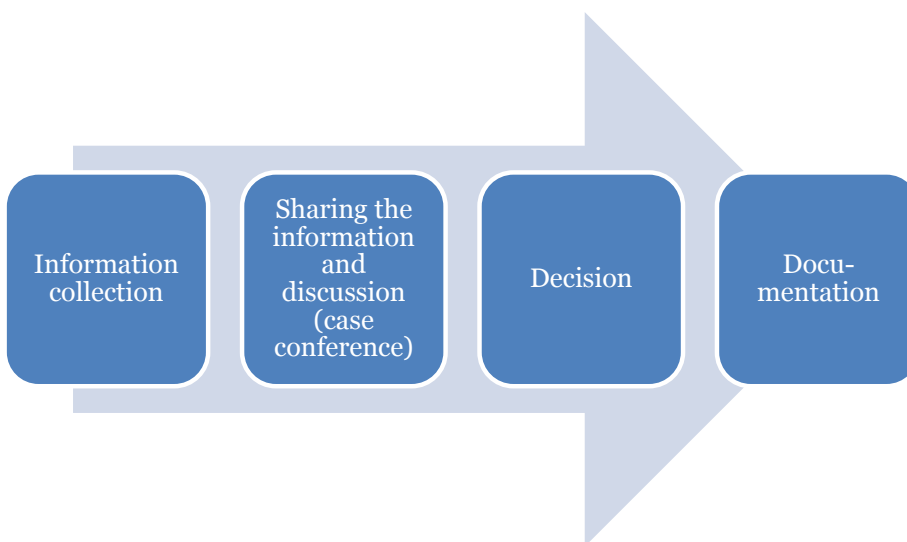 Information
collection
Sharing the
information
and
discussion
(case
conference)
Decision
Docu-
mentation